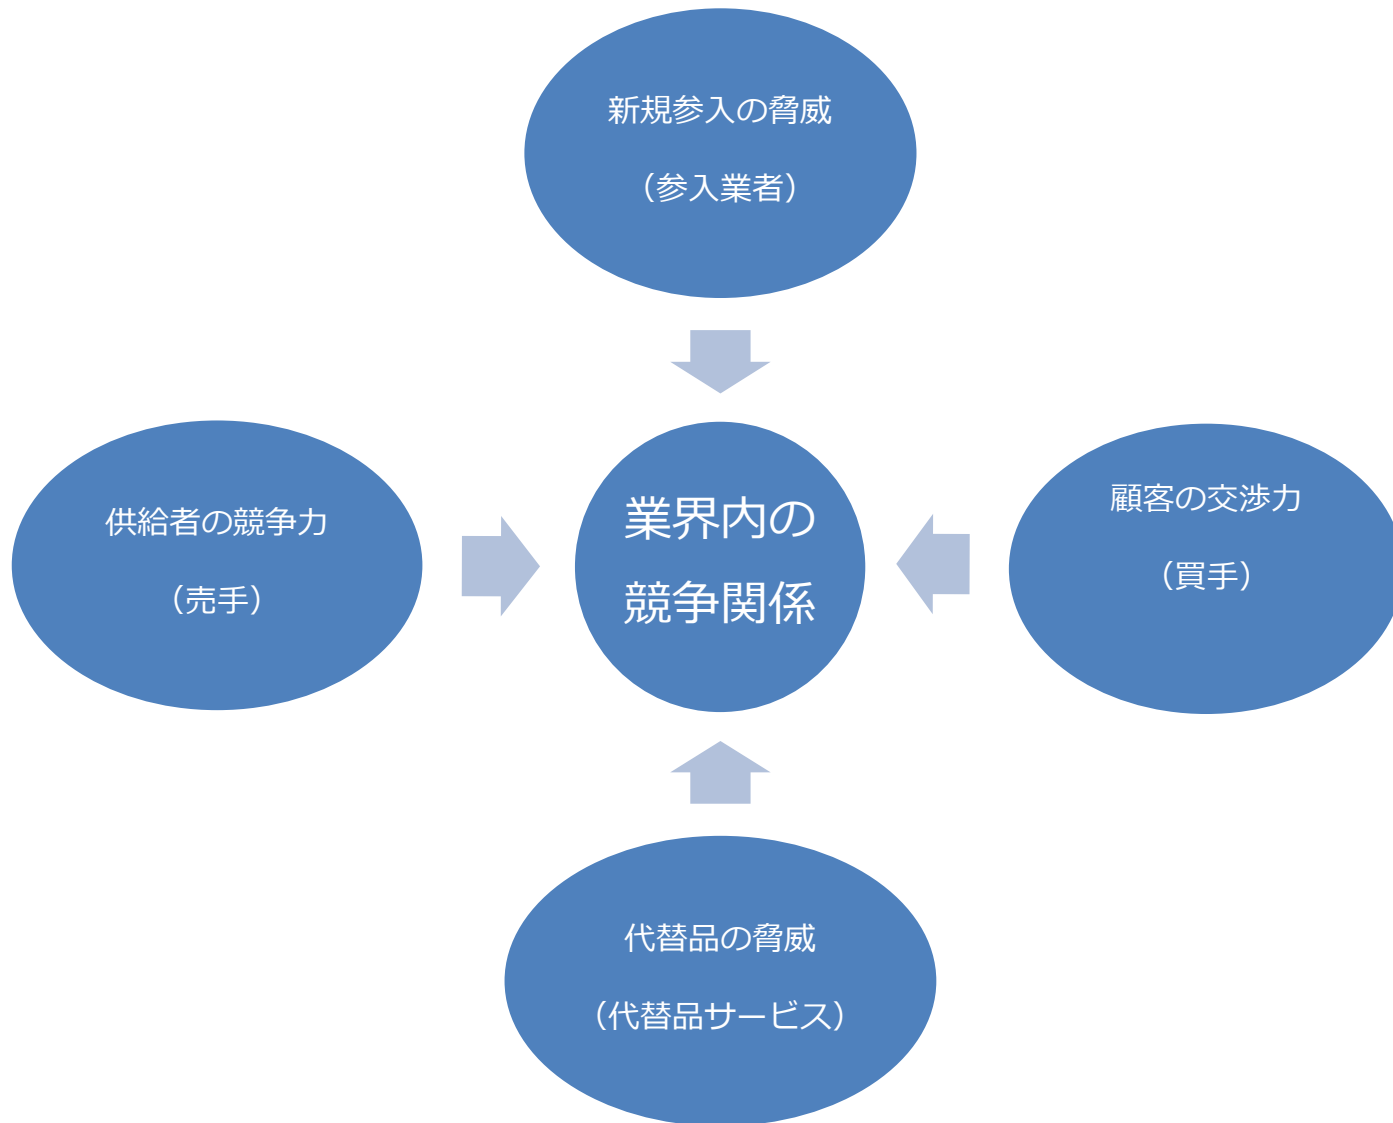 新規参入の脅威
（参入業者）
供給者の競争力
（売手）
業界内の
競争関係
顧客の交渉力
（買手）
代替品の脅威
（代替品サービス）